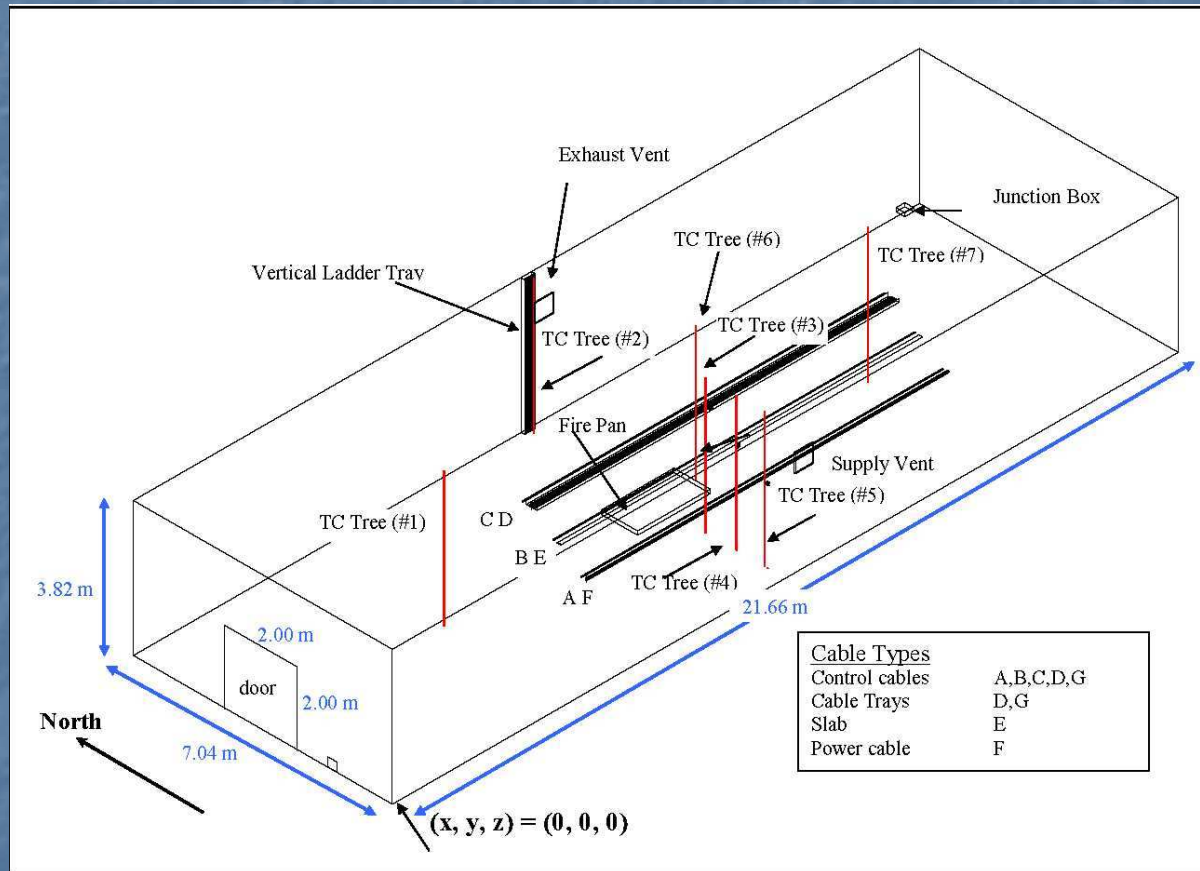 Exhaust Vent
Junction Box
TC Tree (#6)
TC Tree (#7)
Vertical Ladder Tray
TC Tree (#3)
TC Tree (#2)
Fire Pan
Supply Vent
TC Tree (#5)
TC Tree (#1)
C D
B E
TC Tree (#4)
A F
3.82 m
21.66 m
2.00 m
door
2.00 m
Cable Types
Control cables A,B,C,D,G
Cable Trays D,G
Slab E
Power cable F
North
7.04 m
(x, y, z) = (0, 0, 0)